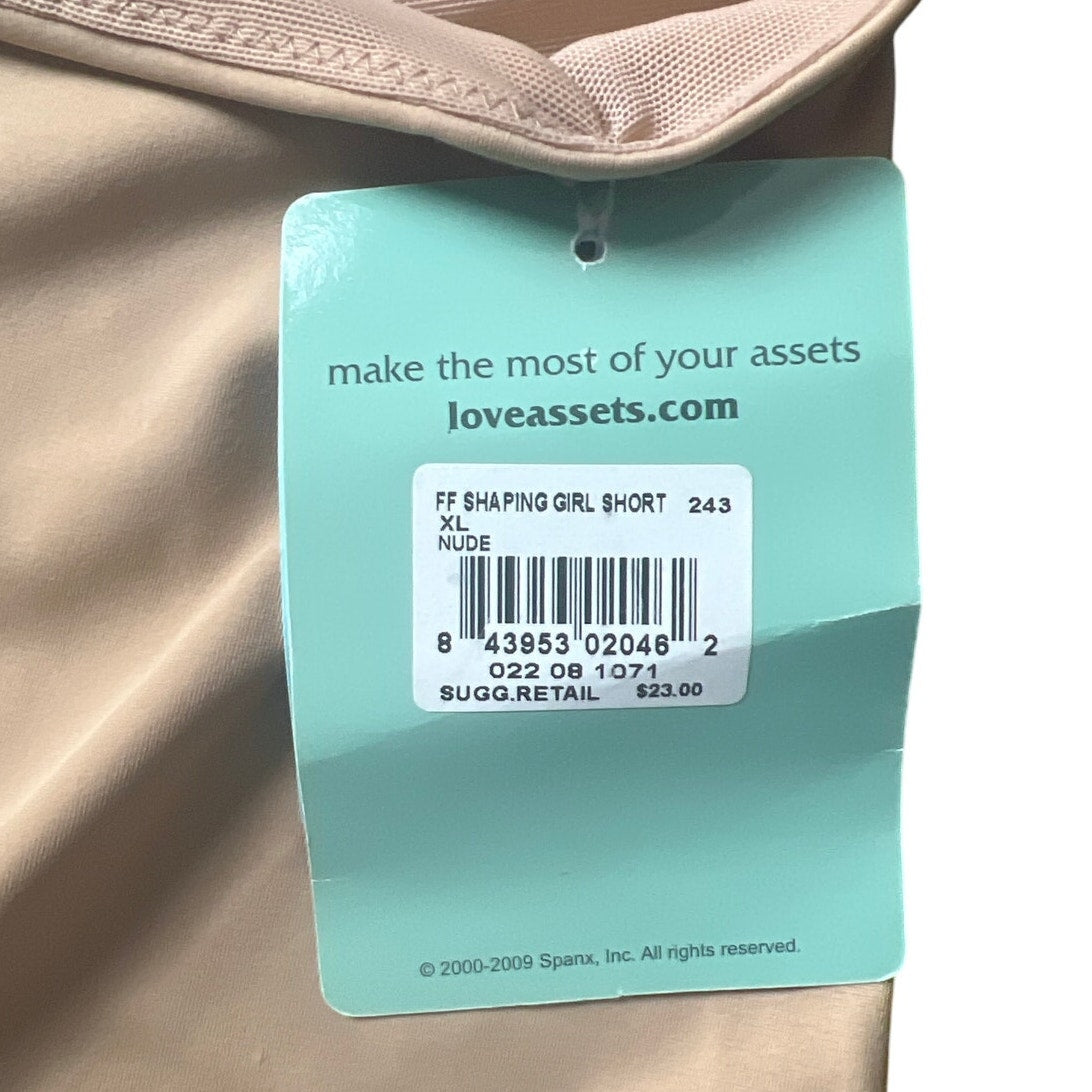 make the most of your assets
loveassets.com
FF SHAPING GIRL SHORT 243
XL
NUDE
8 43953 02046 2
022 08 1071
SUGG.RETAIL $23.00
© 2000-2009 Spanx, Inc. All rights reserved.